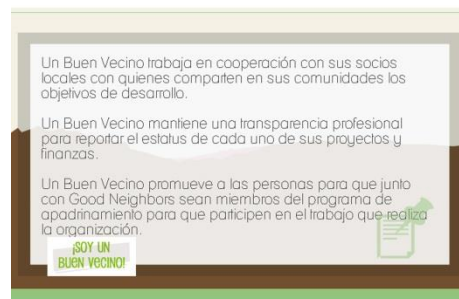 Un Buen Vecino trabaja en cooperación con sus socios
locales con quienes comparten en sus comunidades los
objetivos de desarrollo.
Un Buen Vecino mantiene una transparencia profesional
para reportar el estatus de cada uno de sus proyectos y
finanzas.
Un Buen Vecino promueve a las personas para que junto
con Good Neighbors sean miembros del programa de
apadrinamiento para que participen en el trabajo que realiza
la organización.
¡SOY UN
BUEN VECINO!